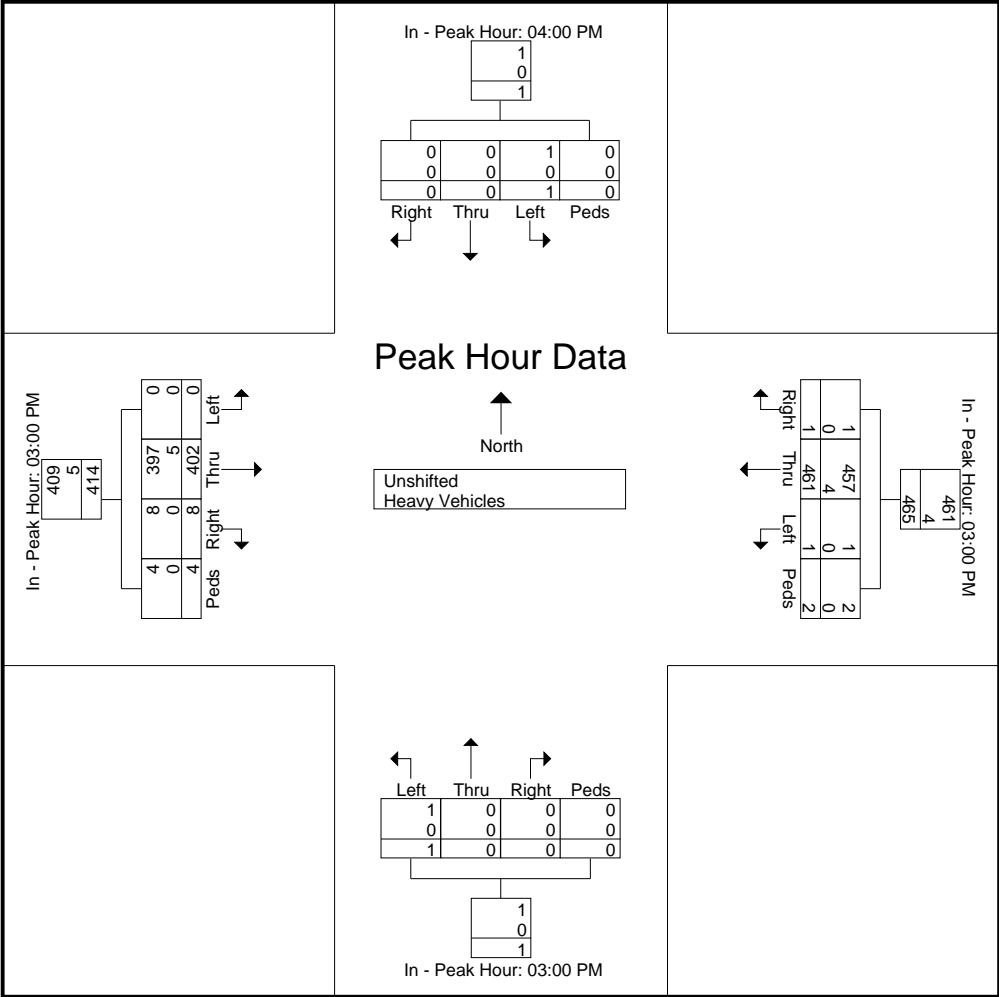 In - Peak Hour: 04:00 PM
1
0
1
0 0 1 0
0 0 0 0
0 0 1 0
Right Thru Left Peds
Peak Hour Data
North
Unshifted
Heavy Vehicles
In - Peak Hour: 03:00 PM
409
5
414
0 397 8 4
0 5 0 0
0 402 8 4
Left Thru Right Peds
In - Peak Hour: 03:00 PM
461
4
465
1 457 1 2
0 4 0 0
1 461 1 2
Right Thru Left Peds
Left Thru Right Peds
1 0 0 0
0 0 0 0
1 0 0 0
1
0
1
In - Peak Hour: 03:00 PM